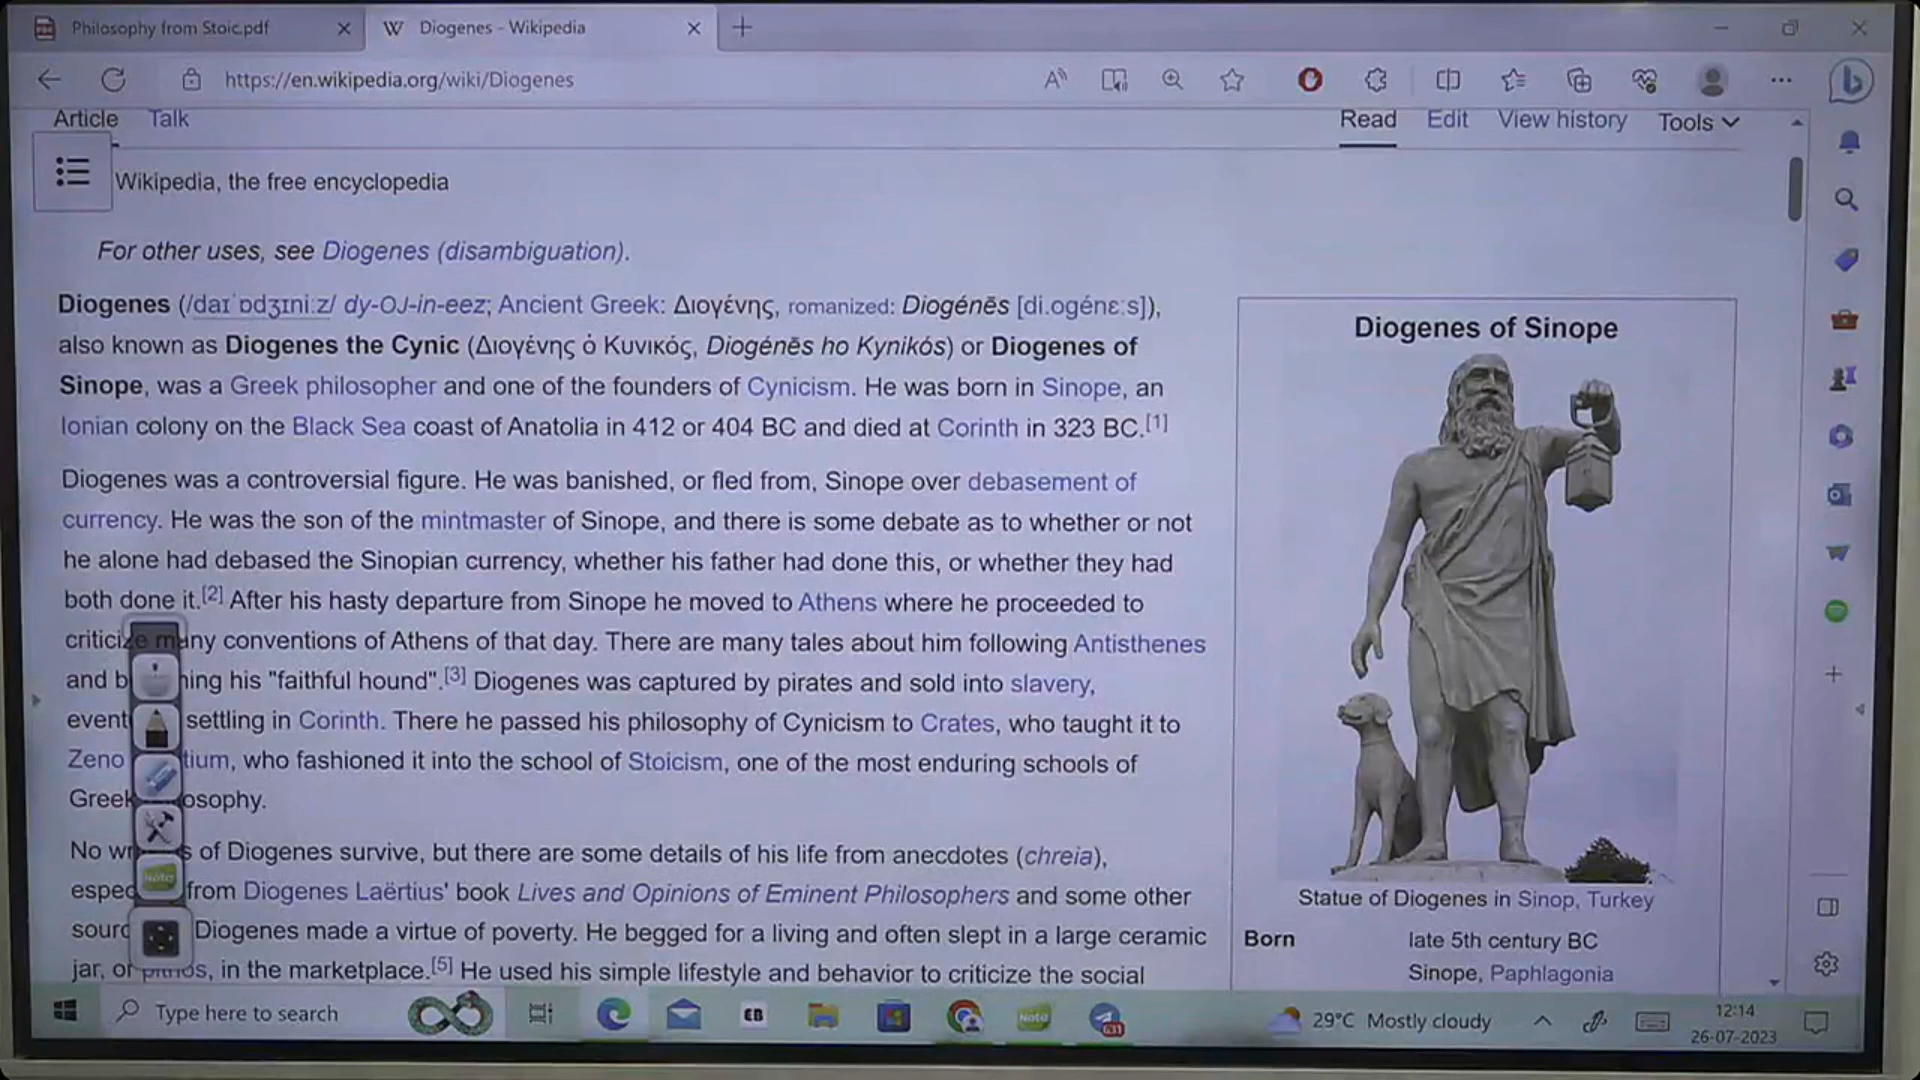 Philosophy from Stoic.pdf
Diogenes - Wikipedia
https://en.wikipedia.org/wiki/Diogenes
Article Talk
Read Edit View history Tools
Wikipedia, the free encyclopedia
For other uses, see Diogenes (disambiguation).
Diogenes (/daɪˈɒdʒɪniːz/ dy-OJ-in-eez; Ancient Greek: Διογένης, romanized: Diogénēs [di.oɡénɛːs]),
also known as Diogenes the Cynic (Διογένης ὁ Κυνικός, Diogénēs ho Kynikós) or Diogenes of
Sinope, was a Greek philosopher and one of the founders of Cynicism. He was born in Sinope, an
Ionian colony on the Black Sea coast of Anatolia in 412 or 404 BC and died at Corinth in 323 BC.[1]
Diogenes was a controversial figure. He was banished, or fled from, Sinope over debasement of
currency. He was the son of the mintmaster of Sinope, and there is some debate as to whether or not
he alone had debased the Sinopian currency, whether his father had done this, or whether they had
both done it.[2] After his hasty departure from Sinope he moved to Athens where he proceeded to
criticize many conventions of Athens of that day. There are many tales about him following Antisthenes
and b ning his "faithful hound".[3] Diogenes was captured by pirates and sold into slavery,
event settling in Corinth. There he passed his philosophy of Cynicism to Crates, who taught it to
Zeno tium, who fashioned it into the school of Stoicism, one of the most enduring schools of
Greek osophy.
No wr s of Diogenes survive, but there are some details of his life from anecdotes (chreia),
espec from Diogenes Laërtius' book Lives and Opinions of Eminent Philosophers and some other
sourc Diogenes made a virtue of poverty. He begged for a living and often slept in a large ceramic
jar, or pithos, in the marketplace.[5] He used his simple lifestyle and behavior to criticize the social
Diogenes of Sinope
Statue of Diogenes in Sinop, Turkey
Born late 5th century BC
Sinope, Paphlagonia
Note
Type here to search
EB
Note
631
29°C Mostly cloudy
12:14
26-07-2023